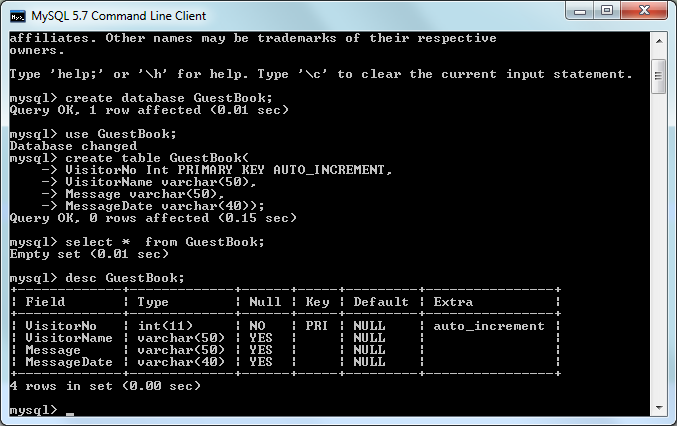 MySQL 5.7 Command Line Client
affiliates. Other names may be trademarks of their respective
owners.
Type 'help;' or '\h' for help. Type '\c' to clear the current input statement.
mysql> create database GuestBook;
Query OK, 1 row affected (0.01 sec)
mysql> use GuestBook;
Database changed
mysql> create table GuestBook(
    -> VisitorNo Int PRIMARY KEY AUTO_INCREMENT,
    -> VisitorName varchar(50),
    -> Message varchar(50),
    -> MessageDate varchar(40));
Query OK, 0 rows affected (0.15 sec)
mysql> select *  from GuestBook;
Empty set (0.01 sec)
mysql> desc GuestBook;
+-------------+-------------+------+-----+---------+----------------+
| Field       | Type        | Null | Key | Default | Extra          |
+-------------+-------------+------+-----+---------+----------------+
| VisitorNo   | int(11)     | NO   | PRI | NULL    | auto_increment |
| VisitorName | varchar(50) | YES  |     | NULL    |                |
| Message     | varchar(50) | YES  |     | NULL    |                |
| MessageDate | varchar(40) | YES  |     | NULL    |                |
+-------------+-------------+------+-----+---------+----------------+
4 rows in set (0.00 sec)
mysql> _